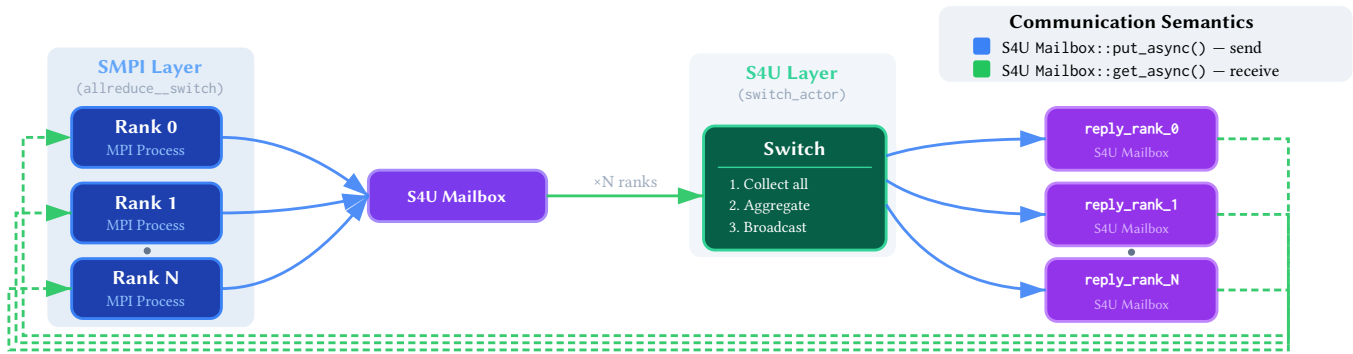 Communication Semantics
S4U Mailbox::put_async() — send
S4U Mailbox::get_async() — receive
SMPI Layer
(allreduce__switch)
Rank 0
MPI Process
Rank 1
MPI Process
Rank N
MPI Process
S4U Mailbox
×N ranks
S4U Layer
(switch_actor)
Switch
1. Collect all
2. Aggregate
3. Broadcast
reply_rank_0
S4U Mailbox
reply_rank_1
S4U Mailbox
reply_rank_N
S4U Mailbox